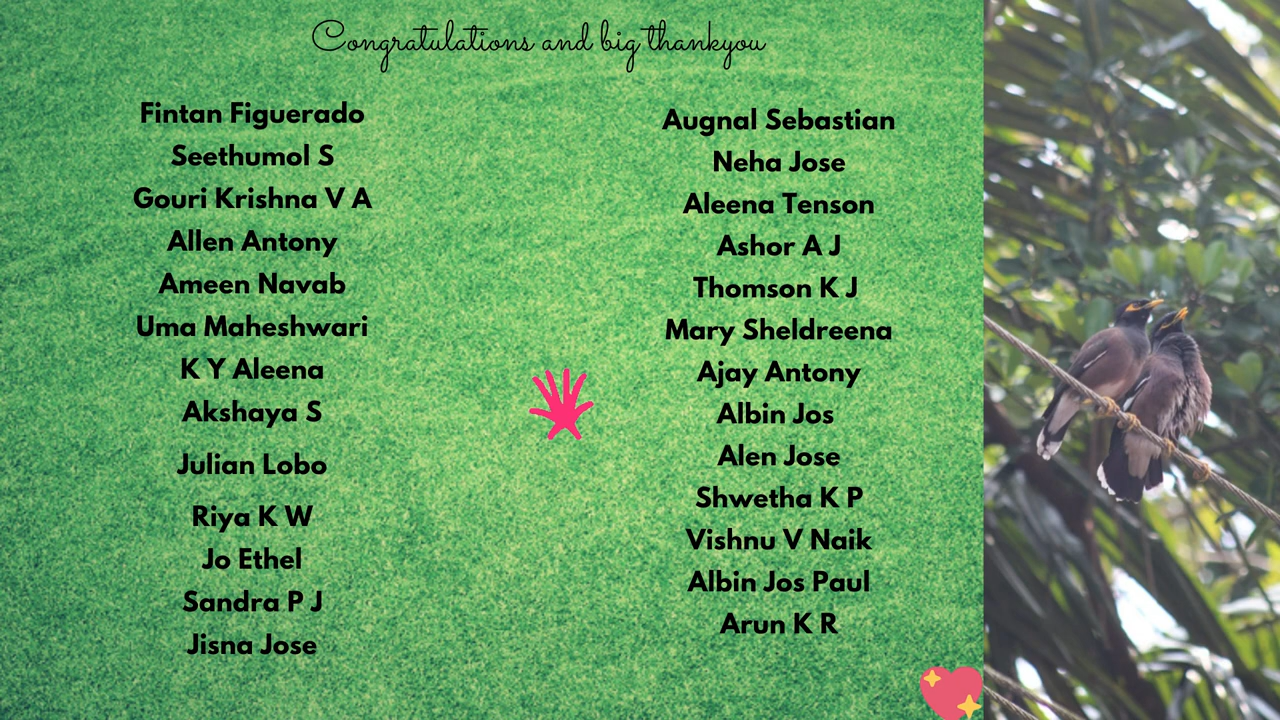 Congratulations and big thankyou
Fintan Figuerado
Seethumol S
Gouri Krishna V A
Allen Antony
Ameen Navab
Uma Maheshwari
K Y Aleena
Akshaya S
Julian Lobo
Riya K W
Jo Ethel
Sandra P J
Jisna Jose
Augnal Sebastian
Neha Jose
Aleena Tenson
Ashor A J
Thomson K J
Mary Sheldreena
Ajay Antony
Albin Jos
Alen Jose
Shwetha K P
Vishnu V Naik
Albin Jos Paul
Arun K R